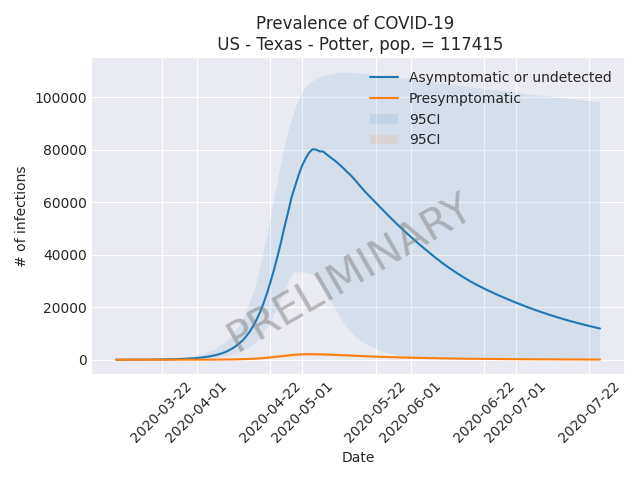 Prevalence of COVID-19
US - Texas - Potter, pop. = 117415
Asymptomatic or undetected
Presymptomatic
95CI
95CI
# of infections
100000
80000
60000
40000
20000
0
PRELIMINARY
2020-03-22
2020-04-01
2020-04-22
2020-05-01
2020-05-22
2020-06-01
2020-06-22
2020-07-01
2020-07-22
Date